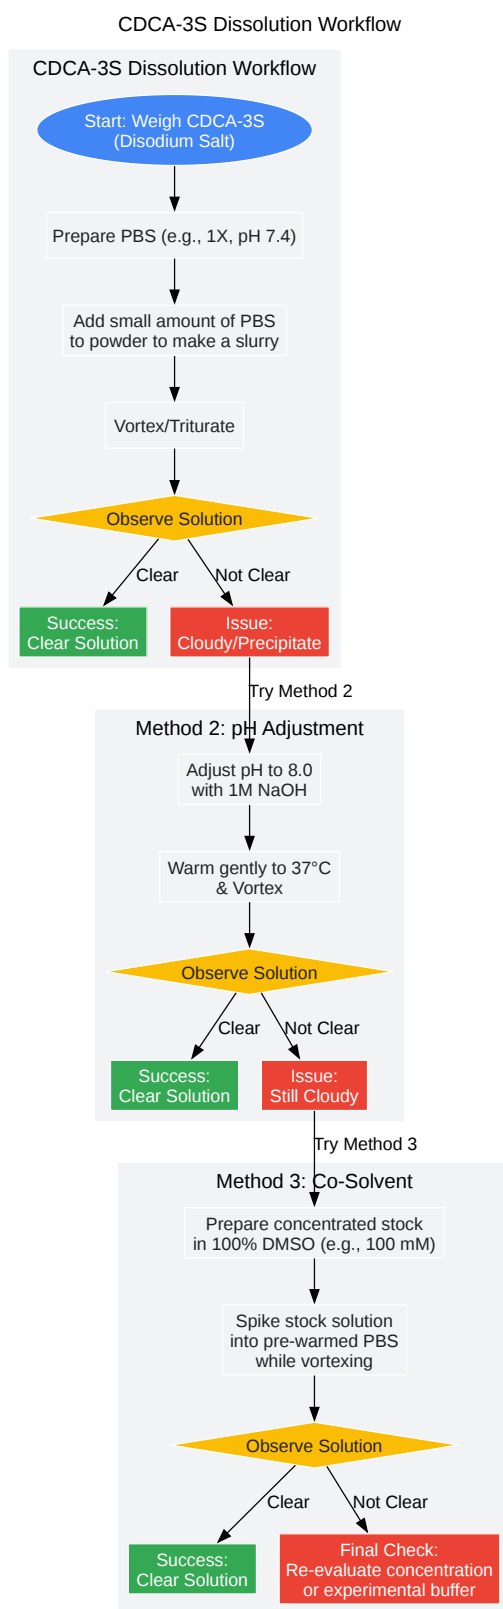 CDCA-3S Dissolution Workflow
CDCA-3S Dissolution Workflow
Start: Weigh CDCA-3S
(Disodium Salt)
Prepare PBS (e.g., 1X, pH 7.4)
Add small amount of PBS
to powder to make a slurry
Vortex/Triturate
Observe Solution
Clear
Not Clear
Success:
Clear Solution
Issue:
Cloudy/Precipitate
Try Method 2
Method 2: pH Adjustment
Adjust pH to 8.0
with 1M NaOH
Warm gently to 37°C
& Vortex
Observe Solution
Clear
Not Clear
Success:
Clear Solution
Issue:
Still Cloudy
Try Method 3
Method 3: Co-Solvent
Prepare concentrated stock
in 100% DMSO (e.g., 100 mM)
Spike stock solution
into pre-warmed PBS
while vortexing
Observe Solution
Clear
Not Clear
Success:
Clear Solution
Final Check:
Re-evaluate concentration
or experimental buffer